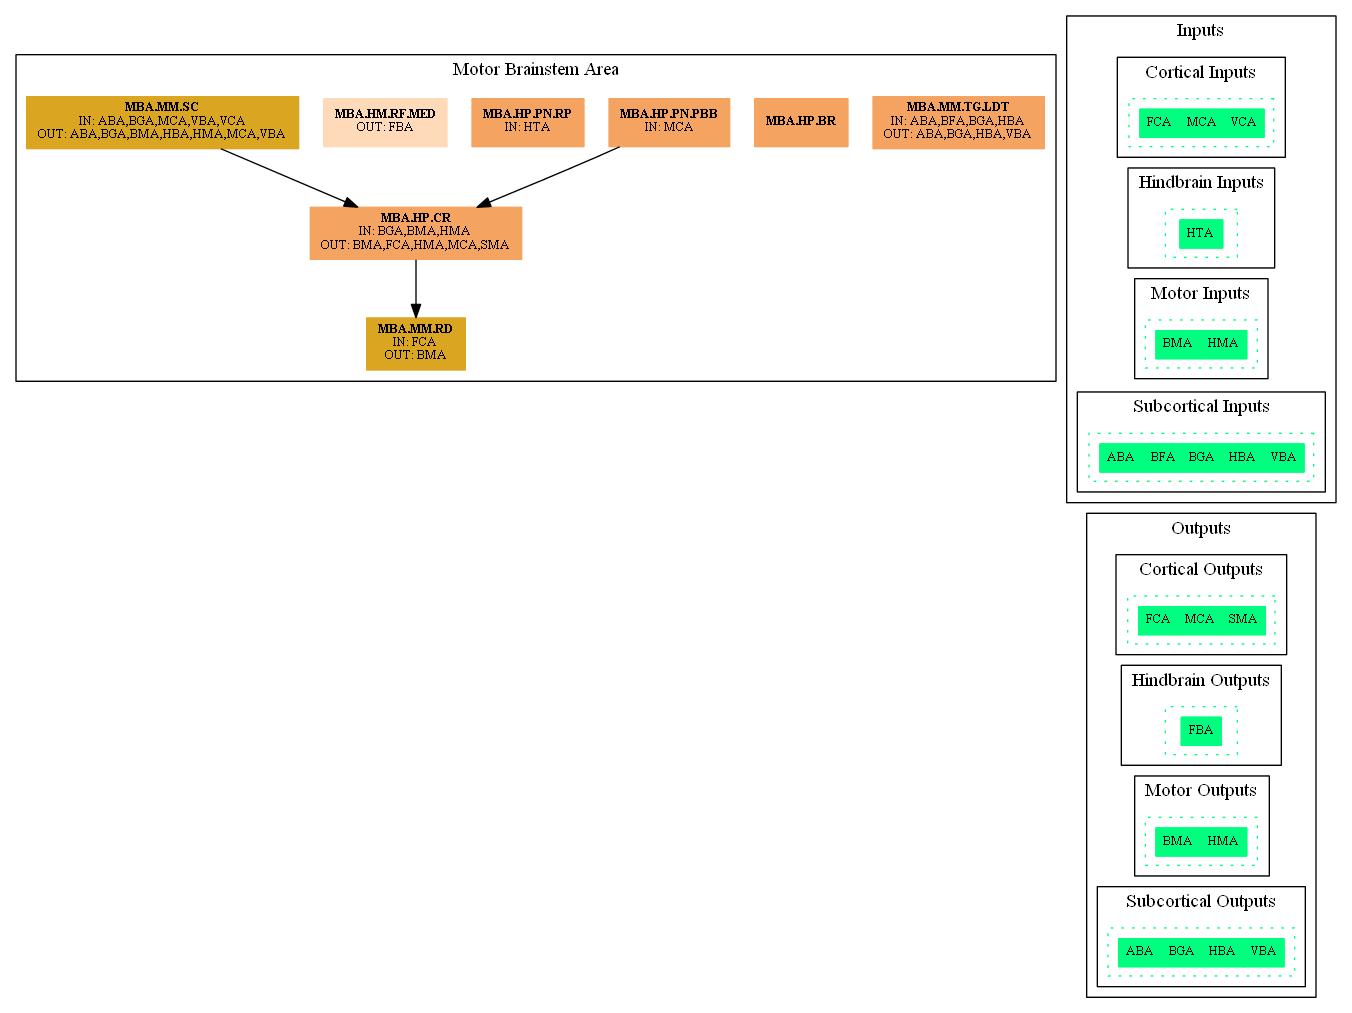 Motor Brainstem Area
MBA.MM.SC
IN: ABA,BGA,MCA,VBA,VCA
OUT: ABA,BGA,BMA,HBA,HMA,MCA,VBA
MBA.HM.RF.MED
OUT: FBA
MBA.HP.PN.RP
IN: HTA
MBA.HP.PN.PBB
IN: MCA
MBA.HP.BR
MBA.MM.TG.LDT
IN: ABA,BFA,BGA,HBA
OUT: ABA,BGA,HBA,VBA
MBA.HP.CR
IN: BGA,BMA,HMA
OUT: BMA,FCA,HMA,MCA,SMA
MBA.MM.RD
IN: FCA
OUT: BMA
Inputs
Cortical Inputs
FCA MCA VCA
Hindbrain Inputs
HTA
Motor Inputs
BMA HMA
Subcortical Inputs
ABA BFA BGA HBA VBA
Outputs
Cortical Outputs
FCA MCA SMA
Hindbrain Outputs
FBA
Motor Outputs
BMA HMA
Subcortical Outputs
ABA BGA HBA VBA